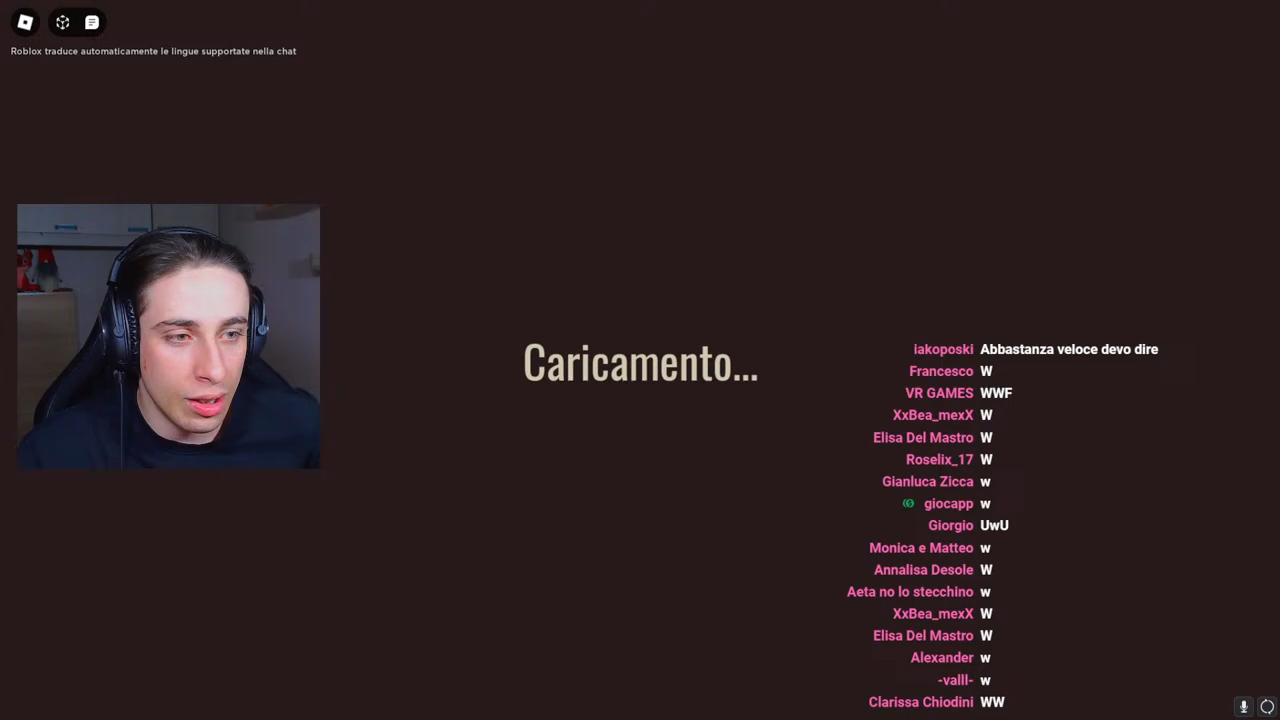 Roblox traduce automaticamente le lingue supportate nella chat
Caricamento...
iakoposki Abbastanza veloce devo dire
Francesco W
VR GAMES WWF
XxBea_mexX W
Elisa Del Mastro W
Roselix_17 W
Gianluca Zicca w
giocapp w
Giorgio UwU
Monica e Matteo w
Annalisa Desole W
Aeta no lo stecchino w
XxBea_mexX W
Elisa Del Mastro W
Alexander w
-valll- w
Clarissa Chiodini WW